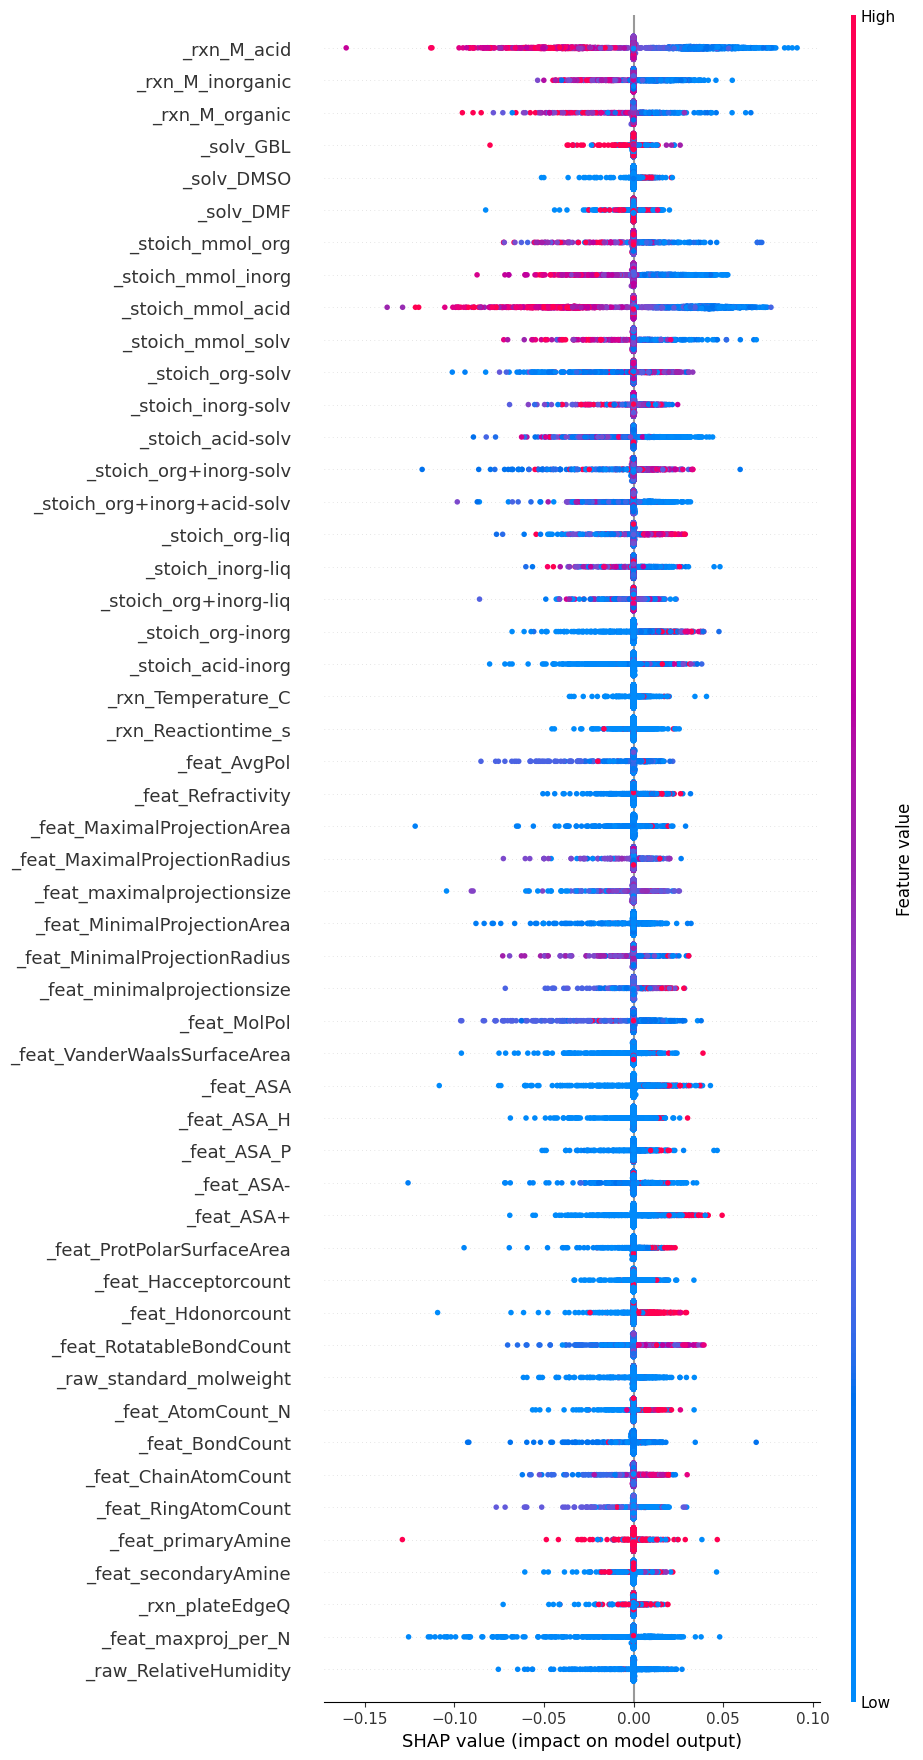 High
_rxn_M_acid
_rxn_M_inorganic
_rxn_M_organic
_solv_GBL
_solv_DMSO
_solv_DMF
_stoich_mmol_org
_stoich_mmol_inorg
_stoich_mmol_acid
_stoich_mmol_solv
_stoich_org-solv
_stoich_inorg-solv
_stoich_acid-solv
_stoich_org+inorg-solv
_stoich_org+inorg+acid-solv
_stoich_org-liq
_stoich_inorg-liq
_stoich_org+inorg-liq
_stoich_org-inorg
_stoich_acid-inorg
_rxn_Temperature_C
_rxn_Reactiontime_s
_feat_AvgPol
_feat_Refractivity
_feat_MaximalProjectionArea
_feat_MaximalProjectionRadius
_feat_maximalprojectionsize
_feat_MinimalProjectionArea
_feat_MinimalProjectionRadius
_feat_minimalprojectionsize
_feat_MolPol
_feat_VanderWaalsSurfaceArea
_feat_ASA
_feat_ASA_H
_feat_ASA_P
_feat_ASA-
_feat_ASA+
_feat_ProtPolarSurfaceArea
_feat_Hacceptorcount
_feat_Hdonorcount
_feat_RotatableBondCount
_raw_standard_molweight
_feat_AtomCount_N
_feat_BondCount
_feat_ChainAtomCount
_feat_RingAtomCount
_feat_primaryAmine
_feat_secondaryAmine
_rxn_plateEdgeQ
_feat_maxproj_per_N
_raw_RelativeHumidity
Feature value
Low
−0.15 −0.10 −0.05 0.00 0.05 0.10
SHAP value (impact on model output)